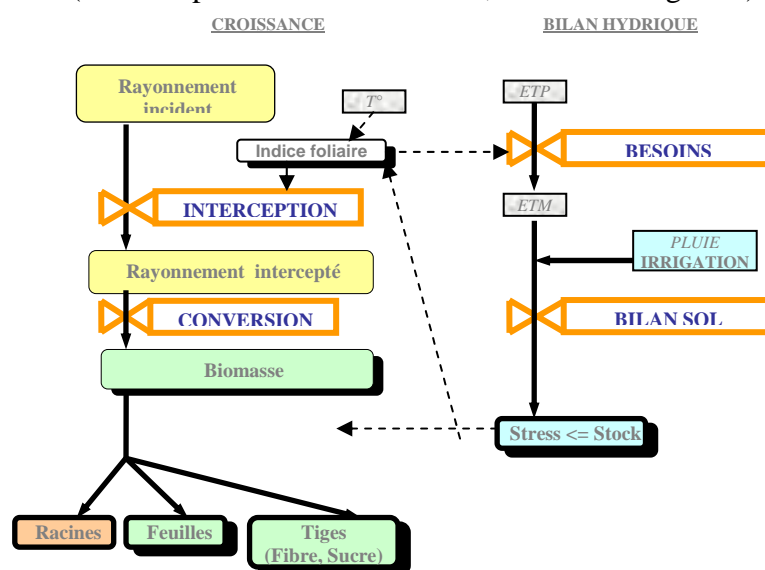 CROISSANCE
BILAN HYDRIQUE
Rayonnement
incident
T°
ETP
Indice foliaire
BESOINS
INTERCEPTION
ETM
PLUIE
IRRIGATION
Rayonnement intercepté
CONVERSION
BILAN SOL
Biomasse
Stress <= Stock
Racines
Feuilles
Tiges
(Fibre, Sucre)